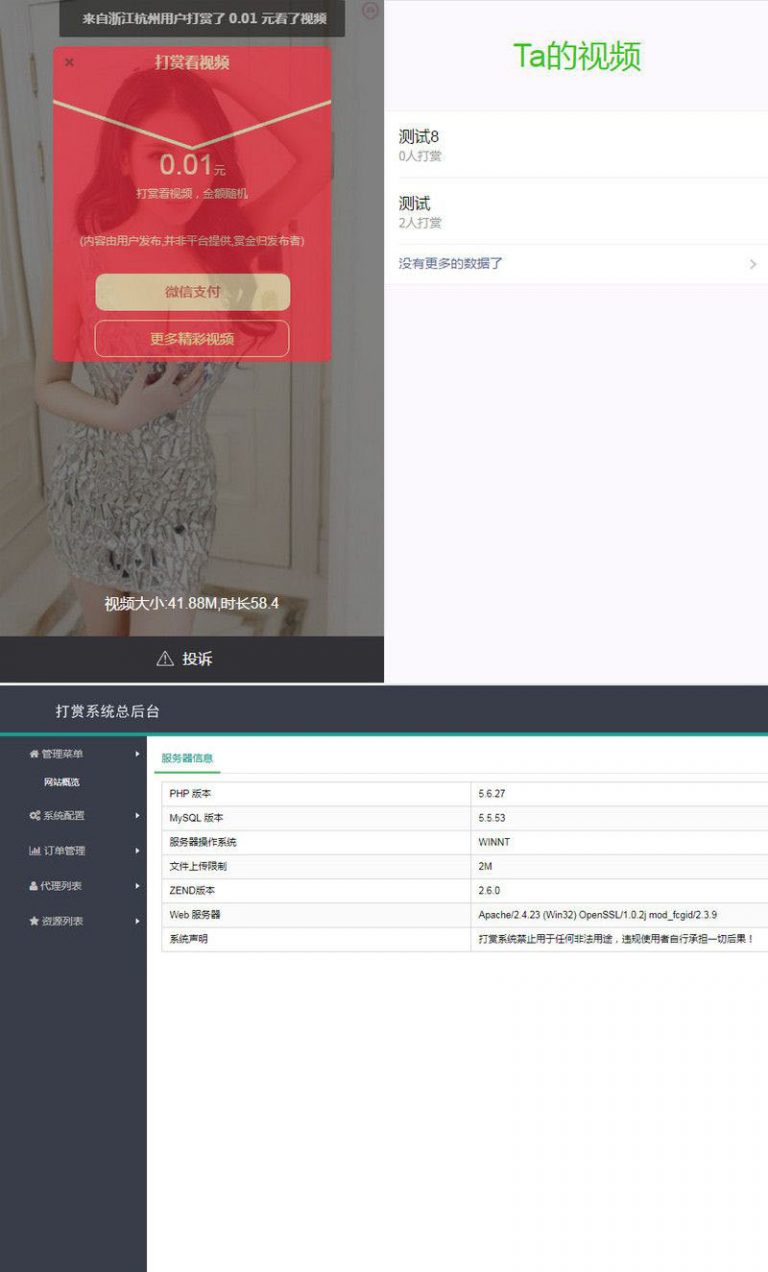 来自浙江杭州用户打赏了 0.01 元看了视频
×
打赏看视频
0.01元
打赏看视频，金额随机
(内容由用户发布,并非平台提供,赏金归发布者)
微信支付
更多精彩视频
视频大小:41.88M,时长58.4
投诉
Ta的视频
测试8
0人打赏
测试
2人打赏
没有更多的数据了
打赏系统总后台
管理菜单
网站概览
系统配置
订单管理
代理列表
资源列表
服务器信息
PHP 版本 5.6.27
MySQL 版本 5.5.53
服务器操作系统 WINNT
文件上传限制 2M
ZEND版本 2.6.0
Web 服务器 Apache/2.4.23 (Win32) OpenSSL/1.0.2j mod_fcgid/2.3.9
系统声明 打赏系统禁止用于任何非法用途，违规使用者自行承担一切后果！